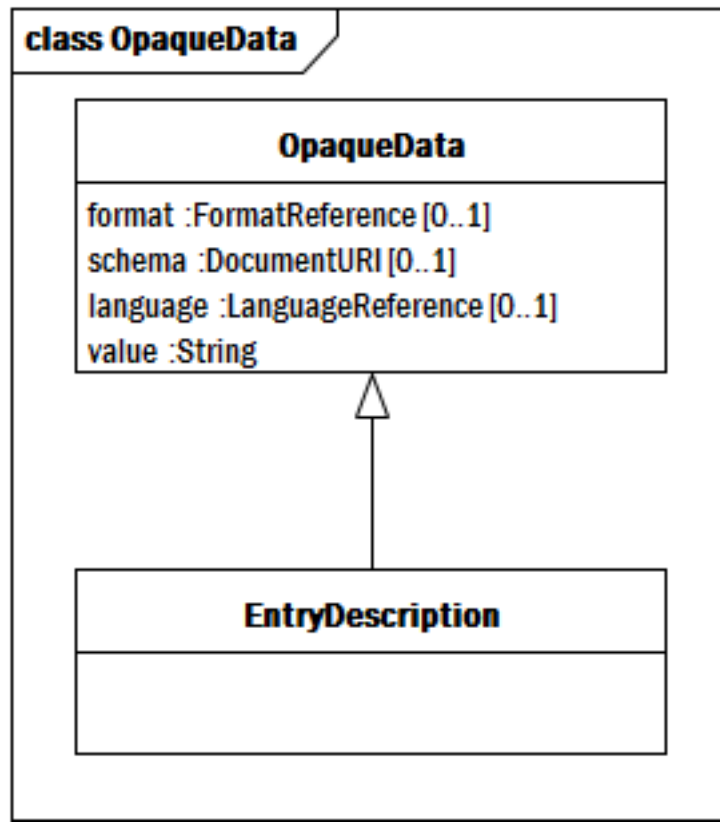 class OpaqueData
OpaqueData
format :FormatReference [0..1]
schema :DocumentURI [0..1]
language :LanguageReference [0..1]
value :String
EntryDescription